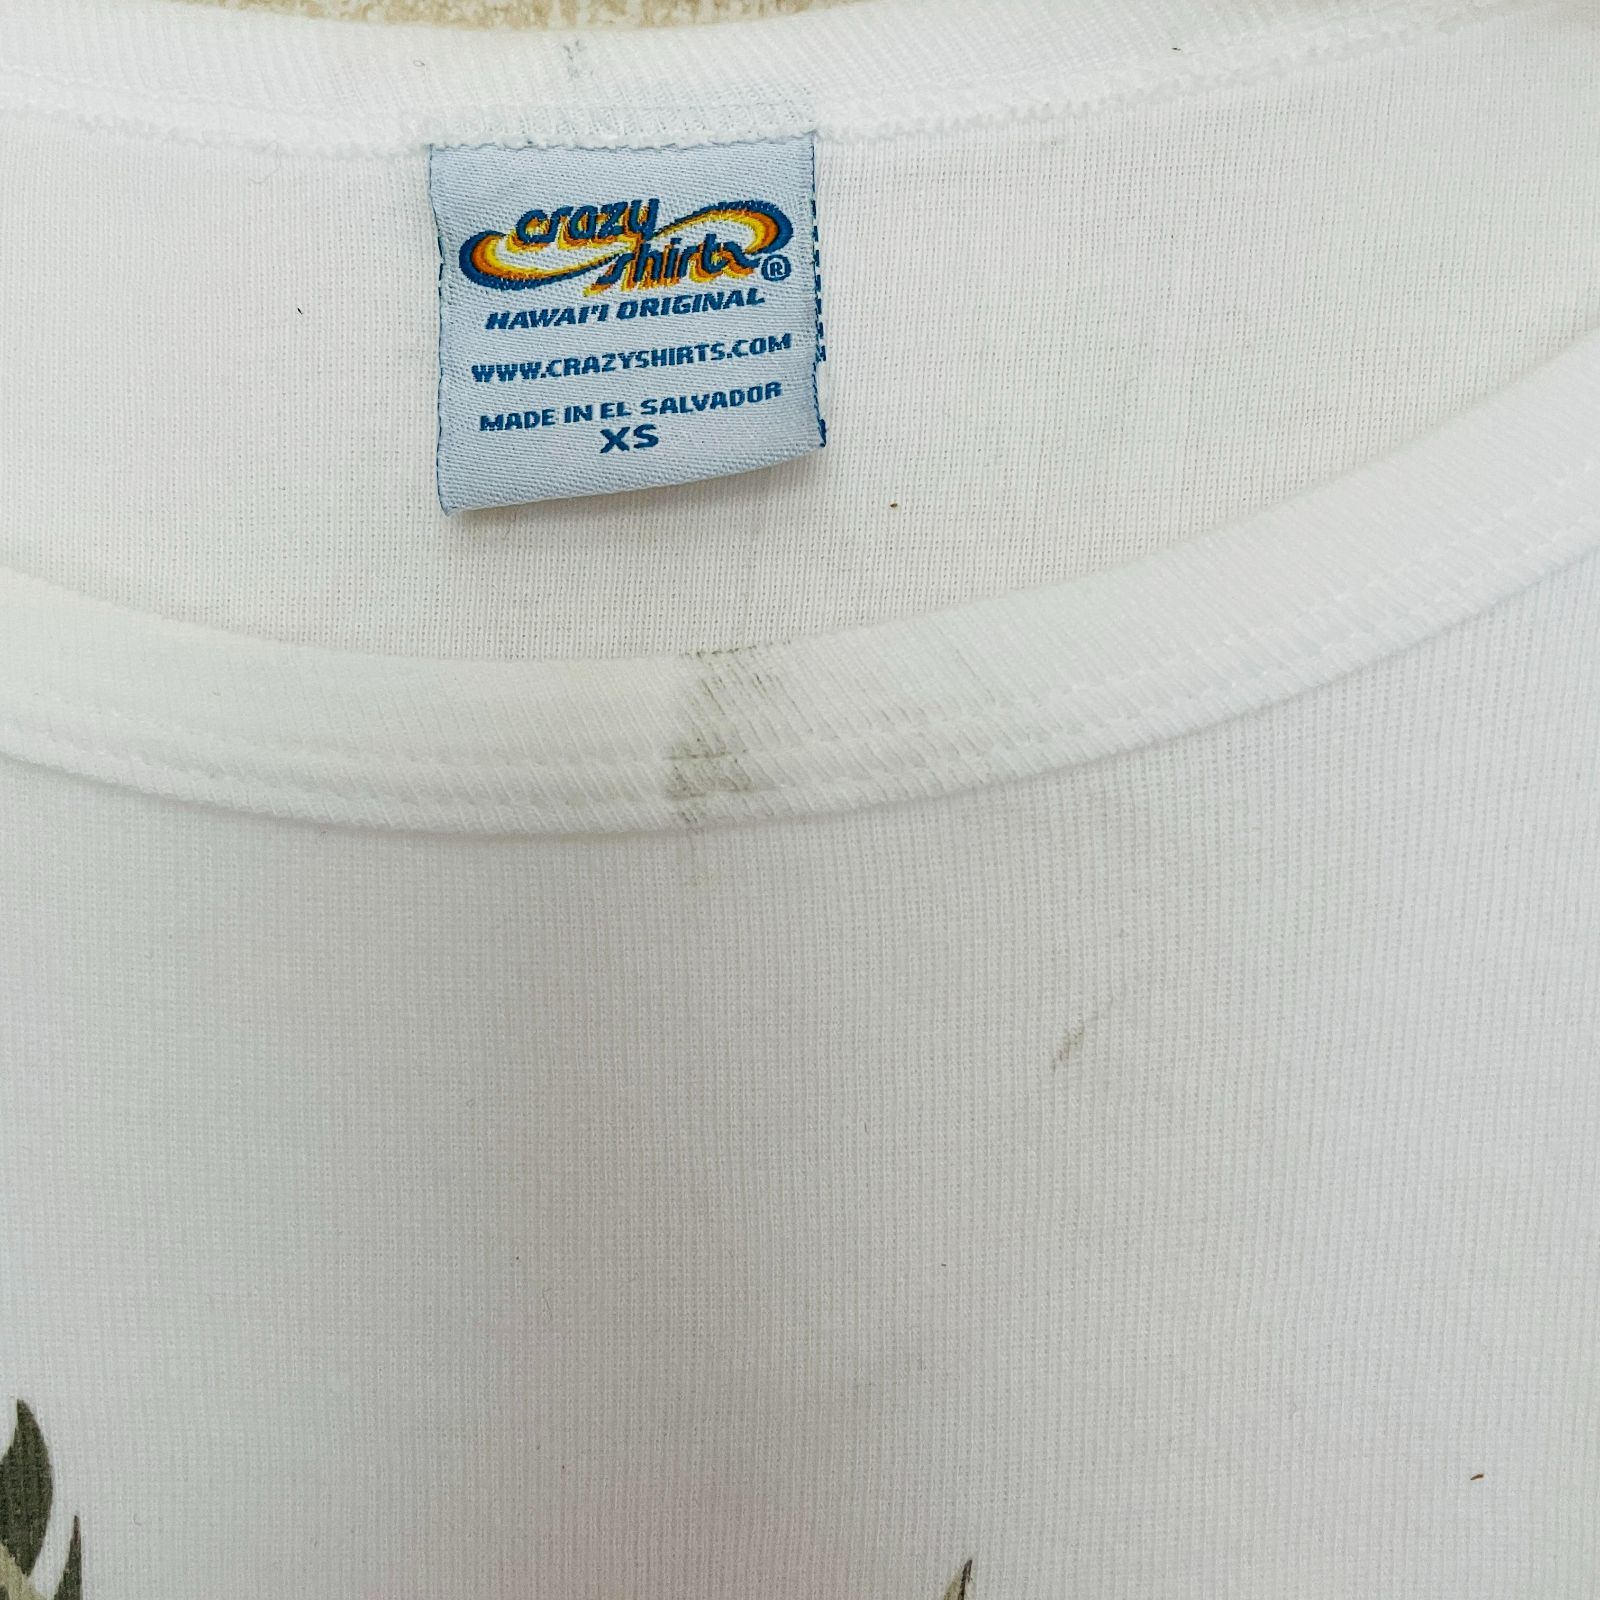 crazy
shirts®
HAWAI'I ORIGINAL
WWW.CRAZYSHIRTS.COM
MADE IN EL SALVADOR
XS